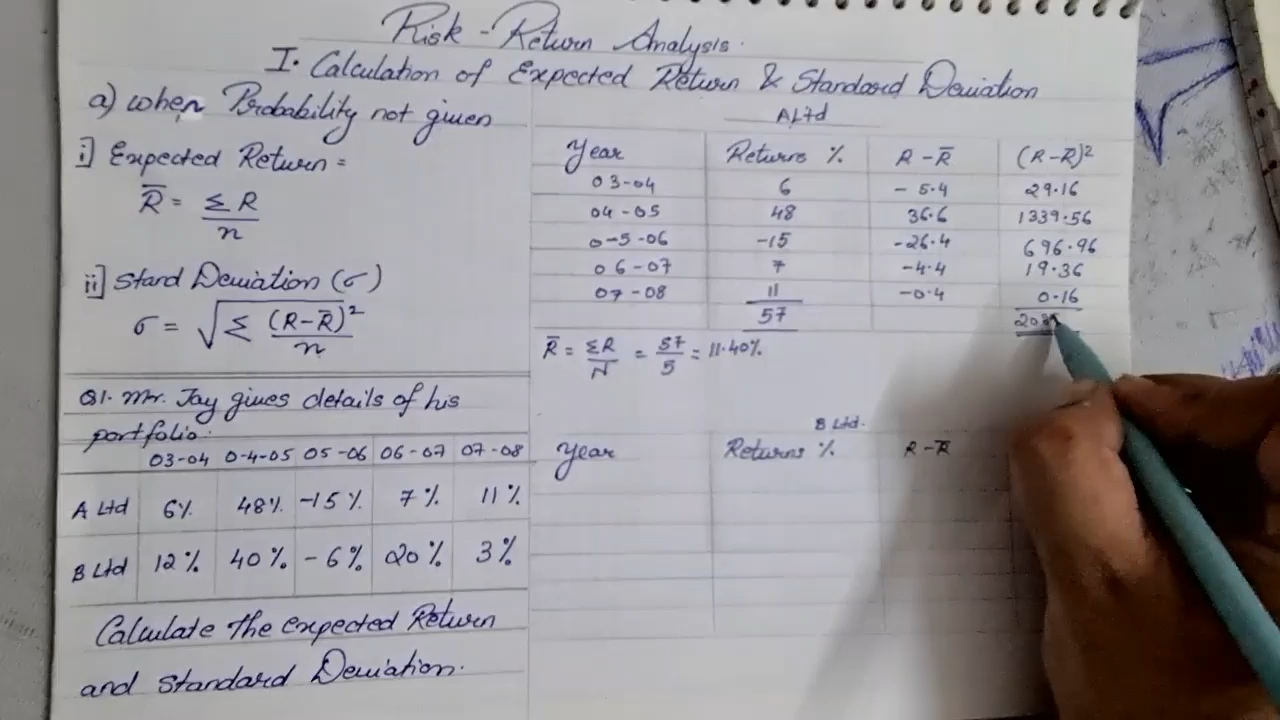 Risk - Return Analysis.
I. Calculation of Expected Return & Standard Deviation
a) when Probability not given
i] Expected Return =
R̅ = Σ R / n
ii] Stard Deviation (σ)
σ = √ Σ (R-R̅)² / n
Q1. Mr. Jay gives details of his
portfolio:
03-04 0-4-05 05-06 06-07 07-08
A Ltd 6% 48% -15% 7% 11%
B Ltd 12% 40% -6% 20% 3%
Calculate the expected Return
and standard Deviation.
A Ltd
Year Returns % R - R̅ (R-R̅)²
03-04 6 - 5.4 29.16
04-05 48 36.6 1339.56
0-5-06 -15 -26.4 696.96
06-07 7 -4.4 19.36
07-08 11 -0.4 0.16
57
R̅ = ΣR / N = 57 / 5 = 11.40%
B Ltd.
Year Returns % R-R̅